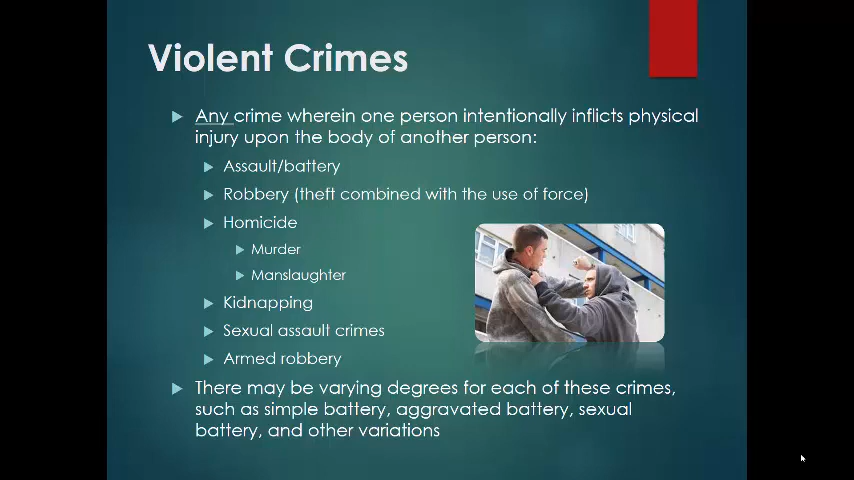 Violent Crimes
Any crime wherein one person intentionally inflicts physical
injury upon the body of another person:
Assault/battery
Robbery (theft combined with the use of force)
Homicide
Murder
Manslaughter
Kidnapping
Sexual assault crimes
Armed robbery
There may be varying degrees for each of these crimes,
such as simple battery, aggravated battery, sexual
battery, and other variations